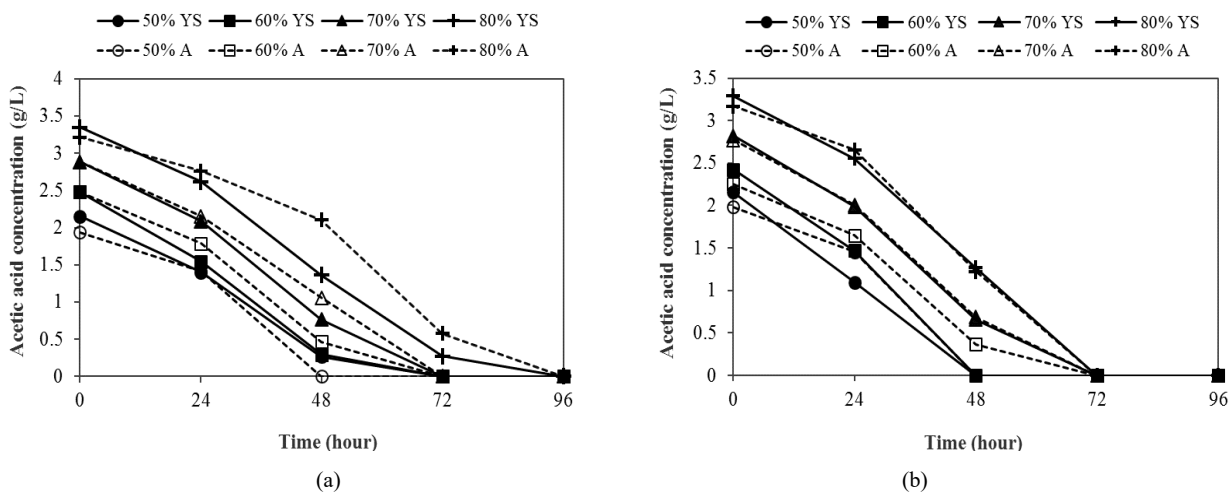 50% YS 60% YS 70% YS 80% YS
50% A 60% A 70% A 80% A
4
3.5
3
2.5
2
1.5
1
0.5
0
Acetic acid concentration (g/L)
0 24 48 72 96
Time (hour)
(a)
50% YS 60% YS 70% YS 80% YS
50% A 60% A 70% A 80% A
3.5
3
2.5
2
1.5
1
0.5
0
Acetic acid concentration (g/L)
0 24 48 72 96
Time (hour)
(b)